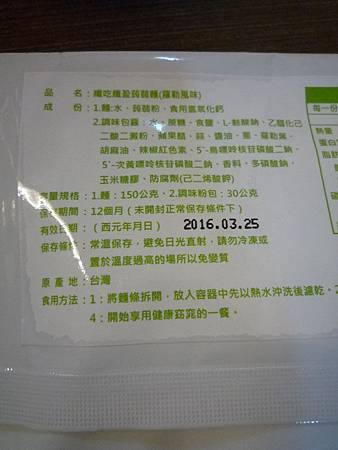 品　　名：纖吃纖盈蒟蒻麵(羅勒風味)
成　　份：1.麵:水、蒟蒻粉、食用氫氧化鈣
2.調味包醬：水、蔗糖、食鹽、L-麩酸鈉、乙醯化己
二酸二澱粉、蘋果醋、蒜、醬油、薑、羅勒葉、
胡麻油、辣椒紅色素、5'-鳥嘌呤核苷磷酸二鈉、
5'-次黃嘌呤核苷磷酸二鈉、香料、多磷酸鈉、
玉米糖膠、防腐劑(己二烯酸鉀)
容量規格：1.麵：150公克、2.調味粉包：30公克
保存期間：12個月（未開封正常保存條件下）
有效日期：（西元年月日） 2016.03.25
保存條件：常溫保存，避免日光直射，請勿冷凍或
置於溫度過高的場所以免變質
原 產 地：台灣
食用方法：1：將麵條拆開，放入容器中先以熱水沖洗後濾乾。2
4：開始享用健康窈窕的一餐。
每一份
熱量
蛋白
脂肪